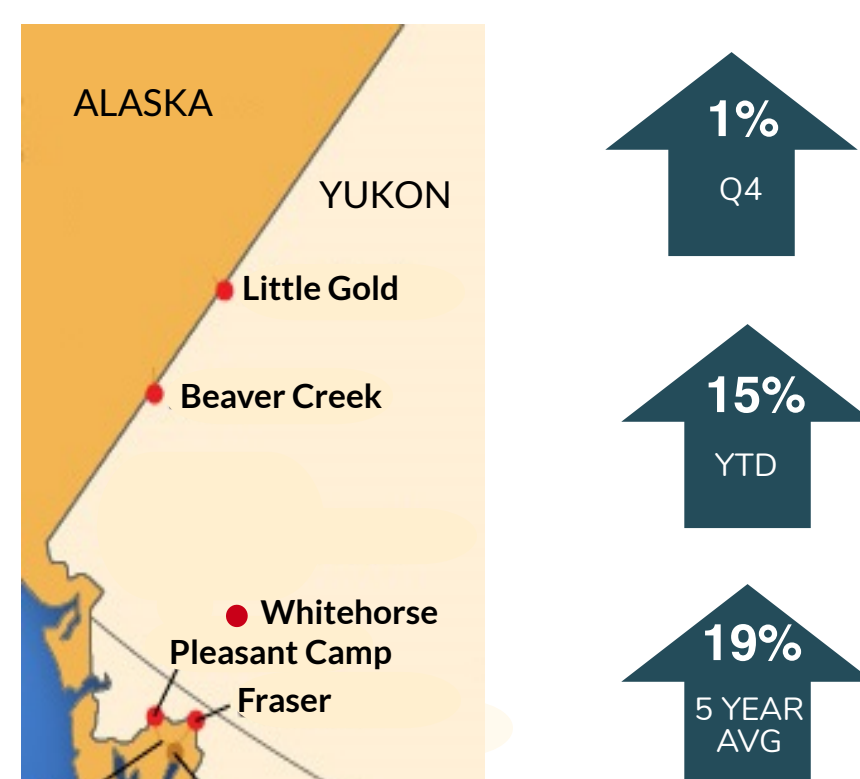 ALASKA
YUKON
Little Gold
Beaver Creek
Whitehorse
Pleasant Camp
Fraser
1%
Q4
15%
YTD
19%
5 YEAR
AVG